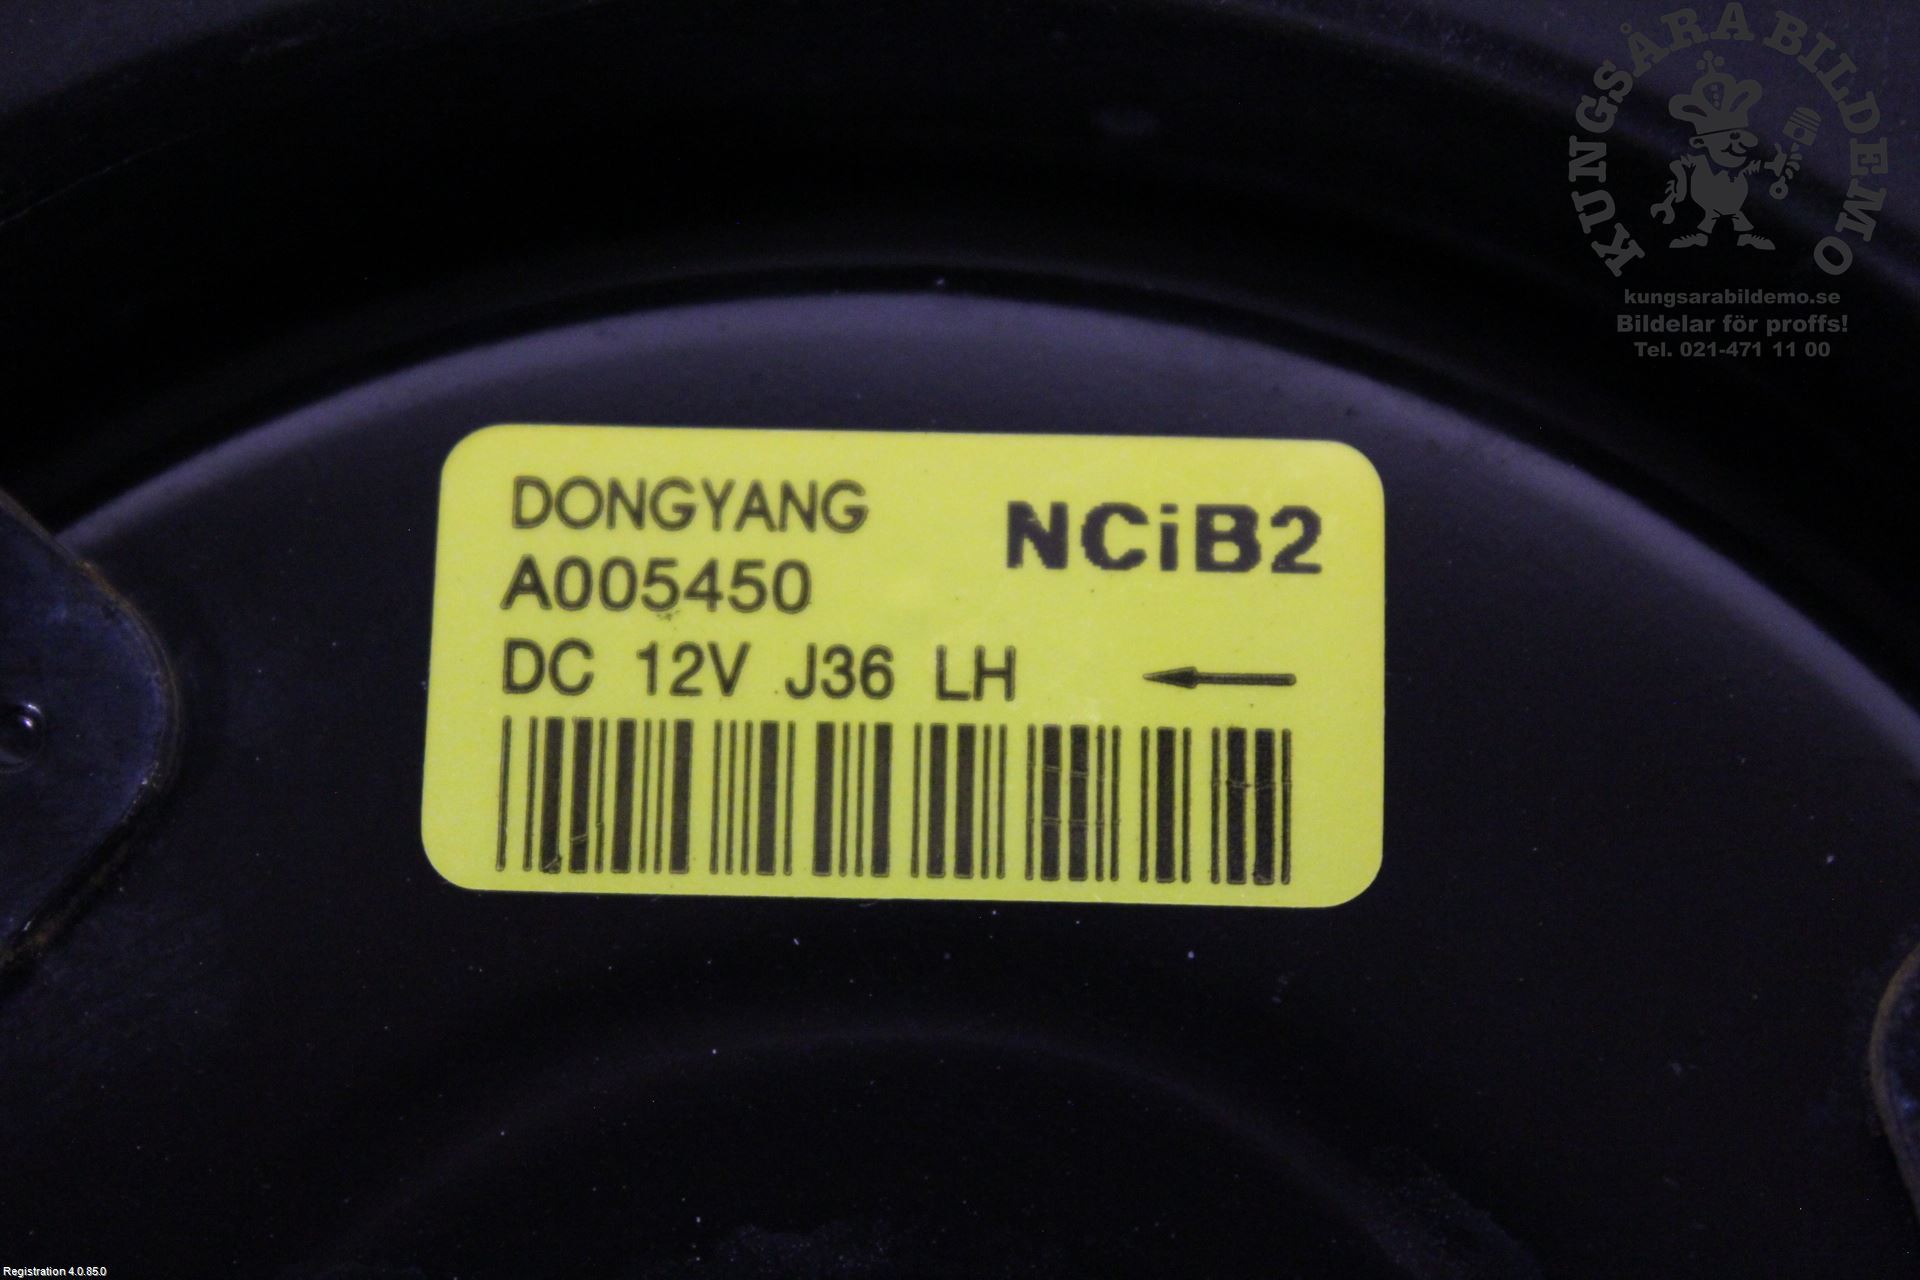 KUNGSÅRA BILDEMO
kungsarabildemo.se
Bildelar för proffs!
Tel. 021-471 11 00
DONGYANG
NCiB2
A005450
DC 12V J36 LH
Registration 4.0.85.0